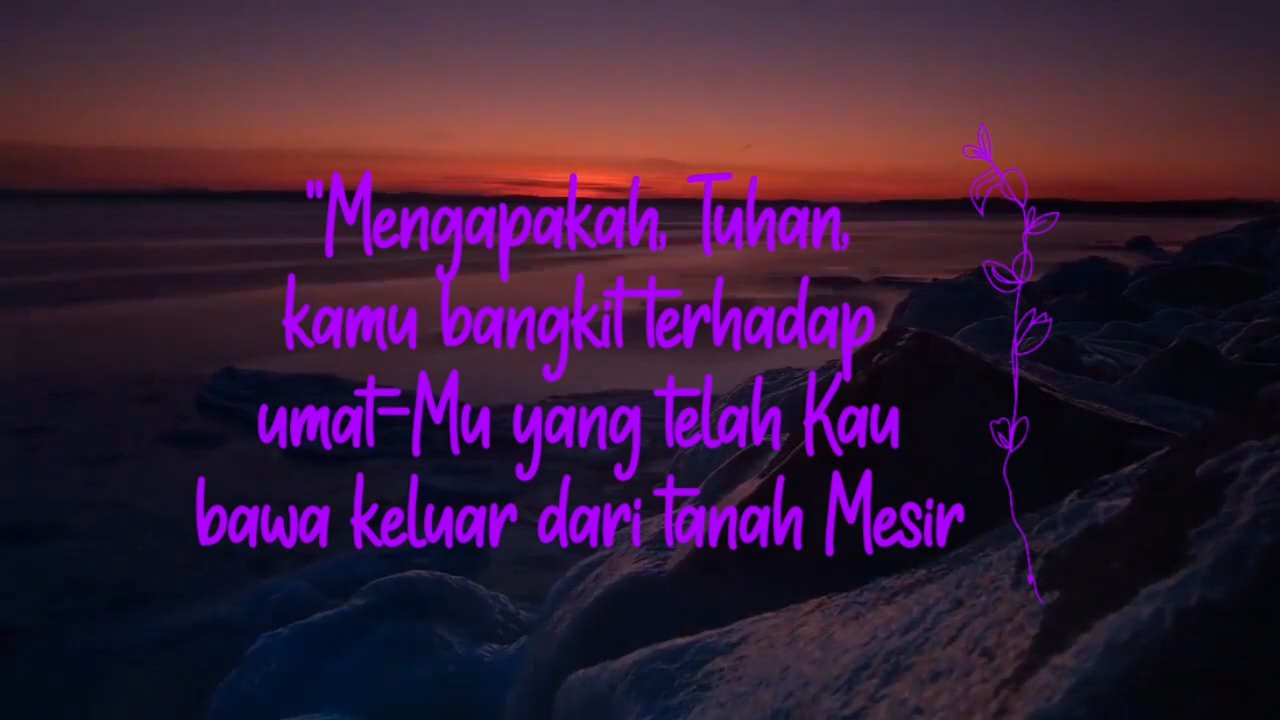 "Mengapakah, Tuhan,
kamu bangkit terhadap
umat-Mu yang telah Kau
bawa keluar dari tanah Mesir